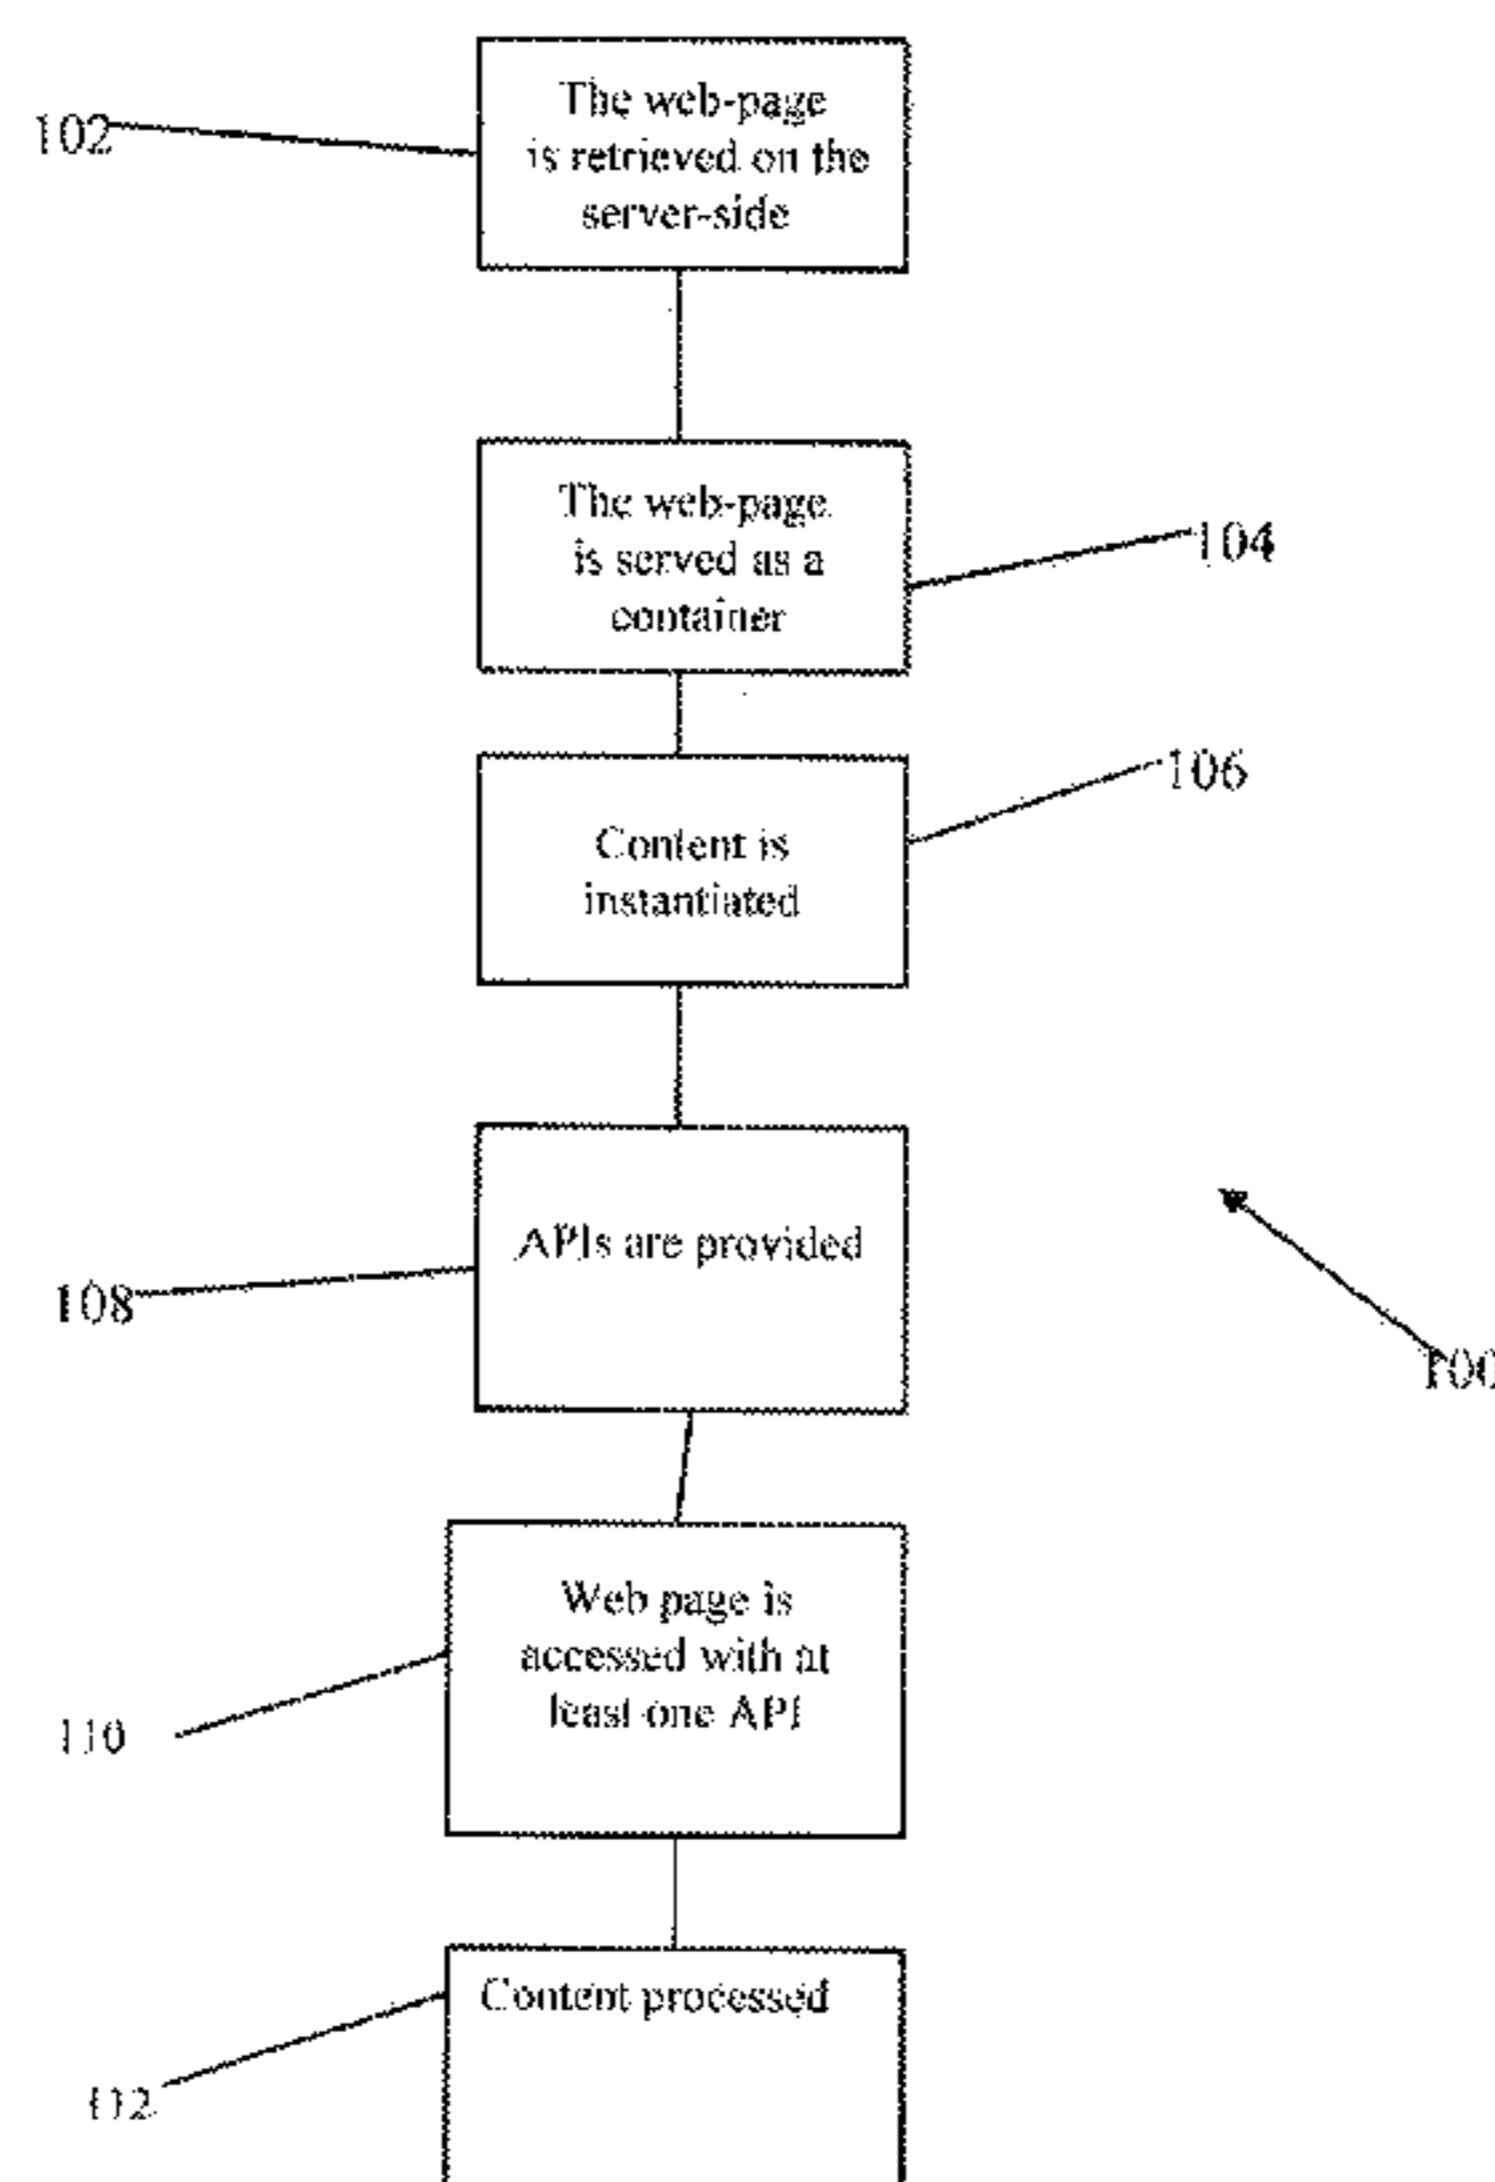 The web-page
is retrieved on the
server-side
102
The web-page
is served as a
container
104
106
Content is
instantiated
APIs are provided
108
100
Web page is
accessed with at
least one API
110
Content processed
112